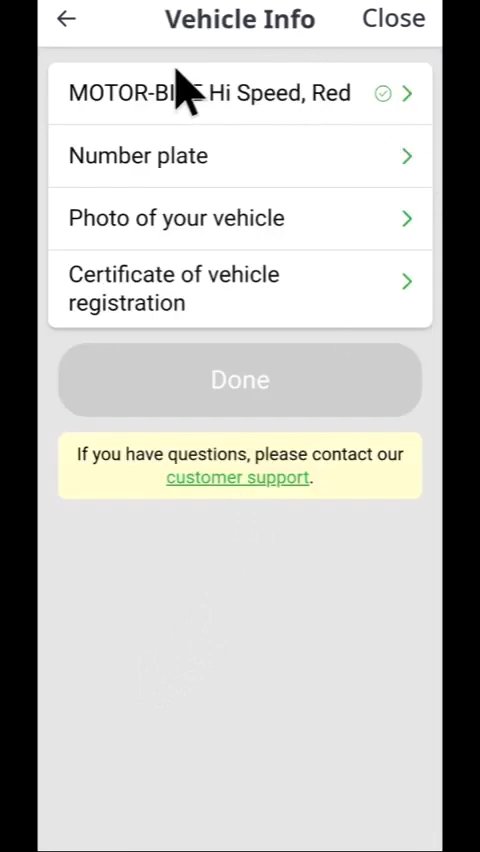 Vehicle Info
Close
MOTOR-BI Hi Speed, Red
Number plate
Photo of your vehicle
Certificate of vehicle
registration
Done
If you have questions, please contact our
customer support.